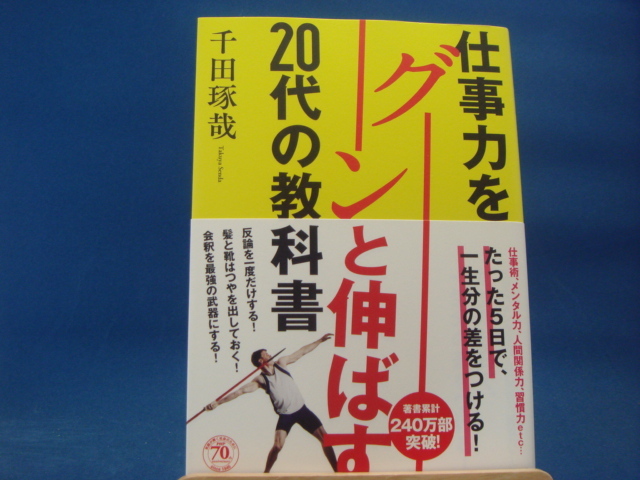 仕事力を
グーンと伸ばす
20代の教科書
千田琢哉
Takuya Senda
仕事術、メンタル力、人間関係力、習慣力etc…
たった5日で、
一生分の差をつける！
反論を一度だけする！
髪と靴はつやを出しておく！
会釈を最強の武器にする！
著書累計
240万部
突破!
PHP
70